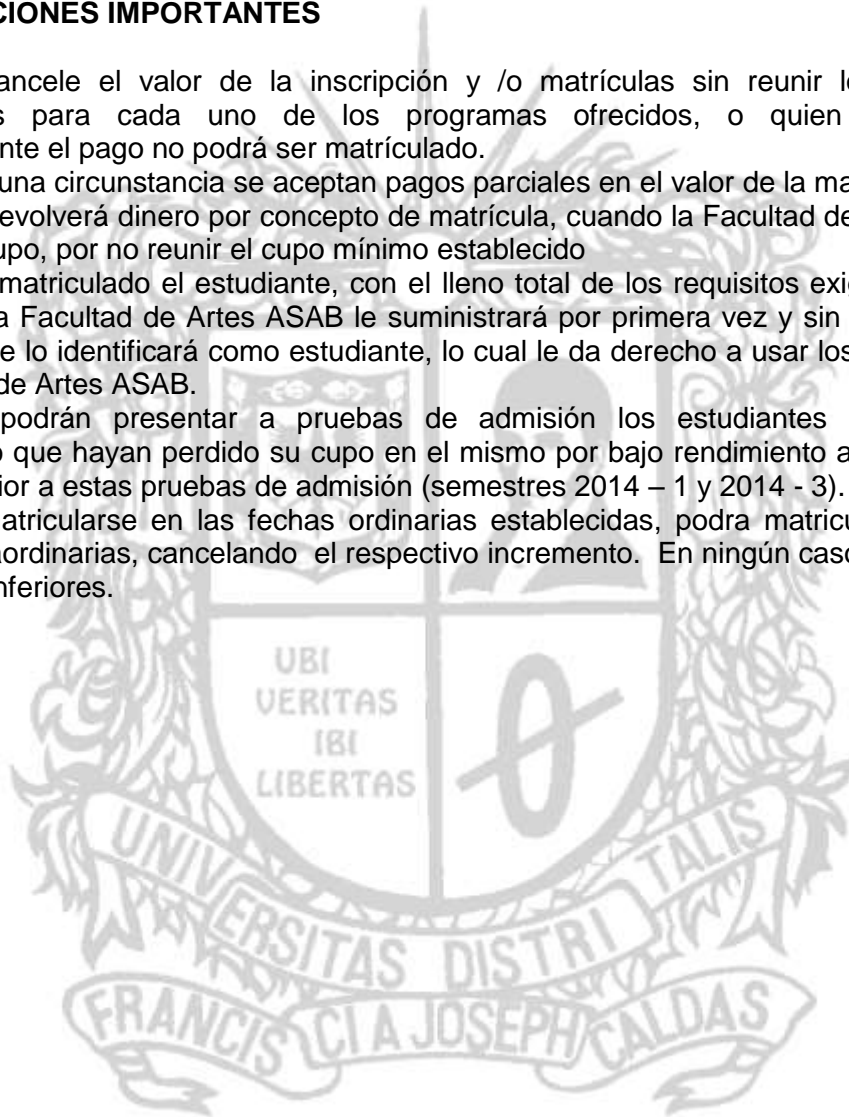 CIONES IMPORTANTES
ancele el valor de la inscripción y /o matrículas sin reunir l
s para cada uno de los programas ofrecidos, o quien
nte el pago no podrá ser matrículado.
una circunstancia se aceptan pagos parciales en el valor de la ma
evolverá dinero por concepto de matrícula, cuando la Facultad de
upo, por no reunir el cupo mínimo establecido
matriculado el estudiante, con el lleno total de los requisitos exi
a Facultad de Artes ASAB le suministrará por primera vez y sin
e lo identificará como estudiante, lo cual le da derecho a usar los
de Artes ASAB.
podrán presentar a pruebas de admisión los estudiantes
o que hayan perdido su cupo en el mismo por bajo rendimiento a
ior a estas pruebas de admisión (semestres 2014 – 1 y 2014 - 3).
atricularse en las fechas ordinarias establecidas, podra matricu
aordinarias, cancelando el respectivo incremento. En ningún caso
nferiores.
UBI
VERITAS
IBI
LIBERTAS
UNIVERSITAS DISTRITALIS
FRANCISCI A JOSEPH CALDAS